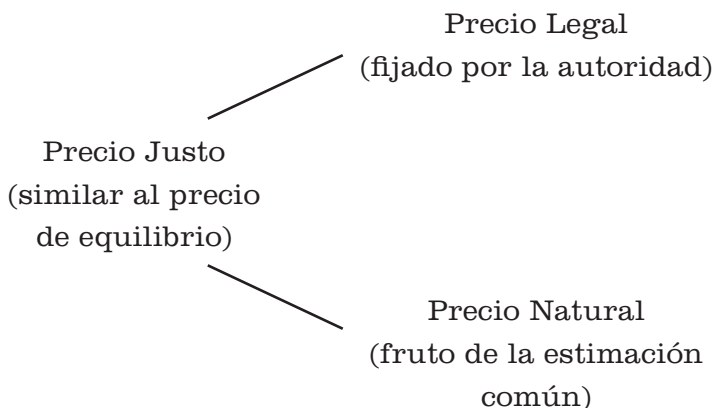 Precio Legal
(fijado por la autoridad)
Precio Justo
(similar al precio
de equilibrio)
Precio Natural
(fruto de la estimación
común)